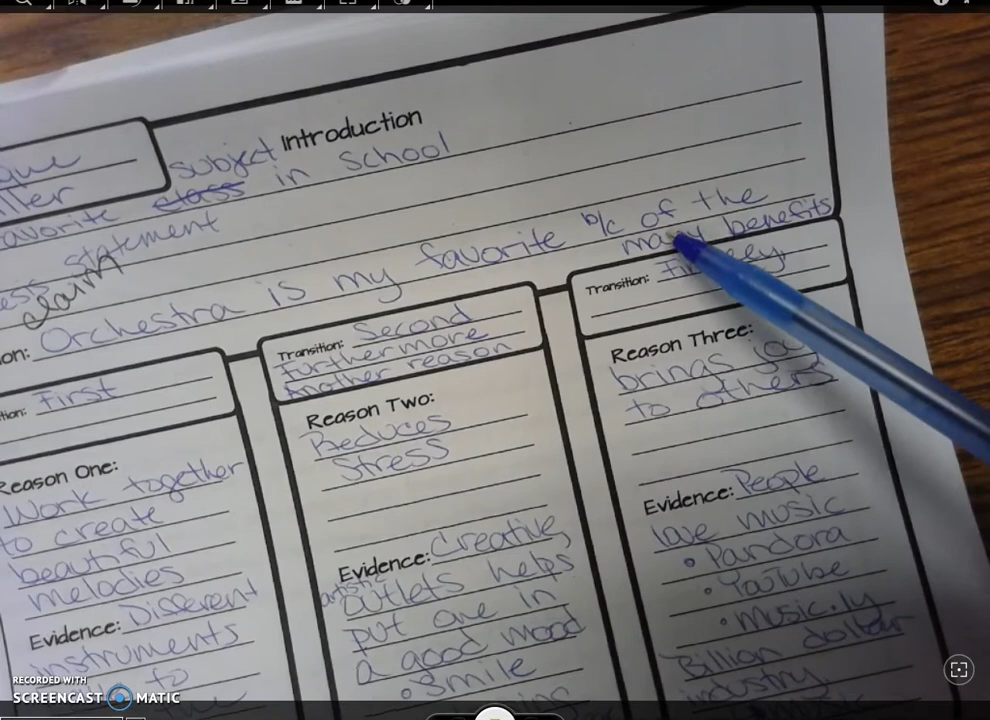 Introduction
subject
favorite class in school
statement
claim
Orchestra is my favorite b/c of the
many benefits
First
Transition: Second
Furthermore
Another reason
Transition:
Reason One:
Work together
to create
beautiful
melodies
Evidence: Different
instruments
to
Reason Two:
Reduces
Stress
Evidence: Creative,
artistic
outlets helps
put one in
a good mood
• Smile
Reason Three:
brings you
to others
Evidence: People
love music
• Pandora
• YouTube
• music.ly
Billion dollar
industry
RECORDED WITH
SCREENCAST MATIC